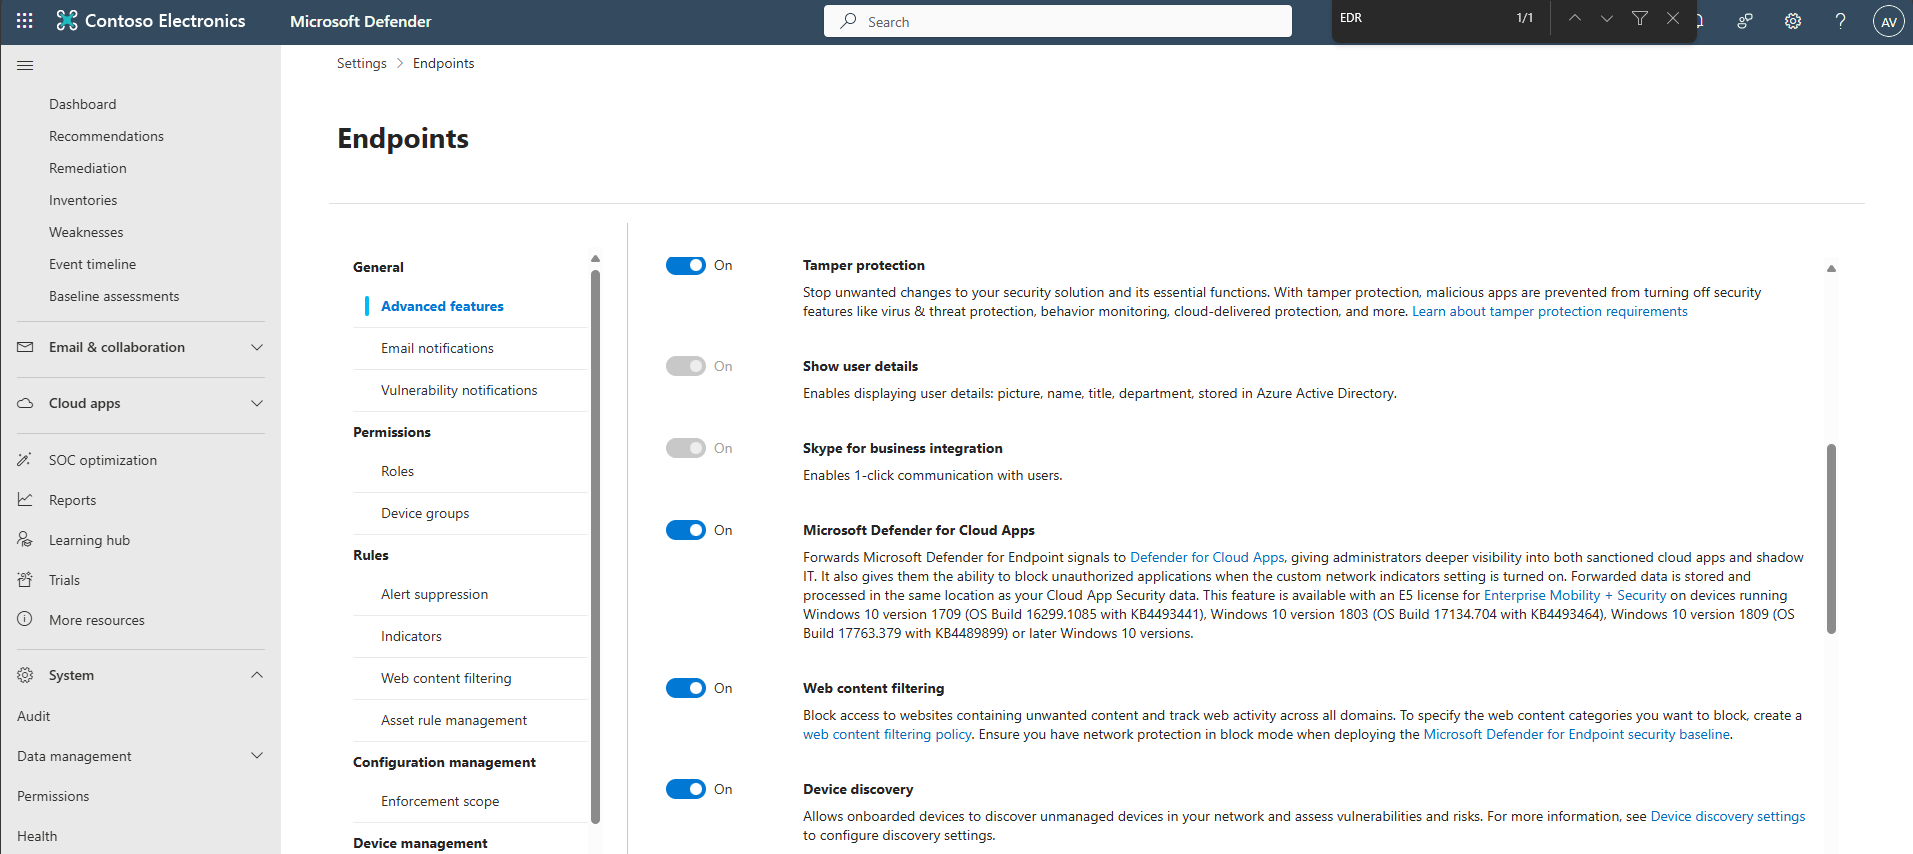 Contoso Electronics
Microsoft Defender
Search
EDR
1/1
AV
Settings > Endpoints
Endpoints
Dashboard
Recommendations
Remediation
Inventories
Weaknesses
Event timeline
Baseline assessments
Email & collaboration
Cloud apps
SOC optimization
Reports
Learning hub
Trials
More resources
System
Audit
Data management
Permissions
Health
General
Advanced features
Email notifications
Vulnerability notifications
Permissions
Roles
Device groups
Rules
Alert suppression
Indicators
Web content filtering
Asset rule management
Configuration management
Enforcement scope
Device management
On
Tamper protection
Stop unwanted changes to your security solution and its essential functions. With tamper protection, malicious apps are prevented from turning off security
features like virus & threat protection, behavior monitoring, cloud-delivered protection, and more. Learn about tamper protection requirements
On
Show user details
Enables displaying user details: picture, name, title, department, stored in Azure Active Directory.
On
Skype for business integration
Enables 1-click communication with users.
On
Microsoft Defender for Cloud Apps
Forwards Microsoft Defender for Endpoint signals to Defender for Cloud Apps, giving administrators deeper visibility into both sanctioned cloud apps and shadow
IT. It also gives them the ability to block unauthorized applications when the custom network indicators setting is turned on. Forwarded data is stored and
processed in the same location as your Cloud App Security data. This feature is available with an E5 license for Enterprise Mobility + Security on devices running
Windows 10 version 1709 (OS Build 16299.1085 with KB4493441), Windows 10 version 1803 (OS Build 17134.704 with KB4493464), Windows 10 version 1809 (OS
Build 17763.379 with KB4489899) or later Windows 10 versions.
On
Web content filtering
Block access to websites containing unwanted content and track web activity across all domains. To specify the web content categories you want to block, create a
web content filtering policy. Ensure you have network protection in block mode when deploying the Microsoft Defender for Endpoint security baseline.
On
Device discovery
Allows onboarded devices to discover unmanaged devices in your network and assess vulnerabilities and risks. For more information, see Device discovery settings
to configure discovery settings.